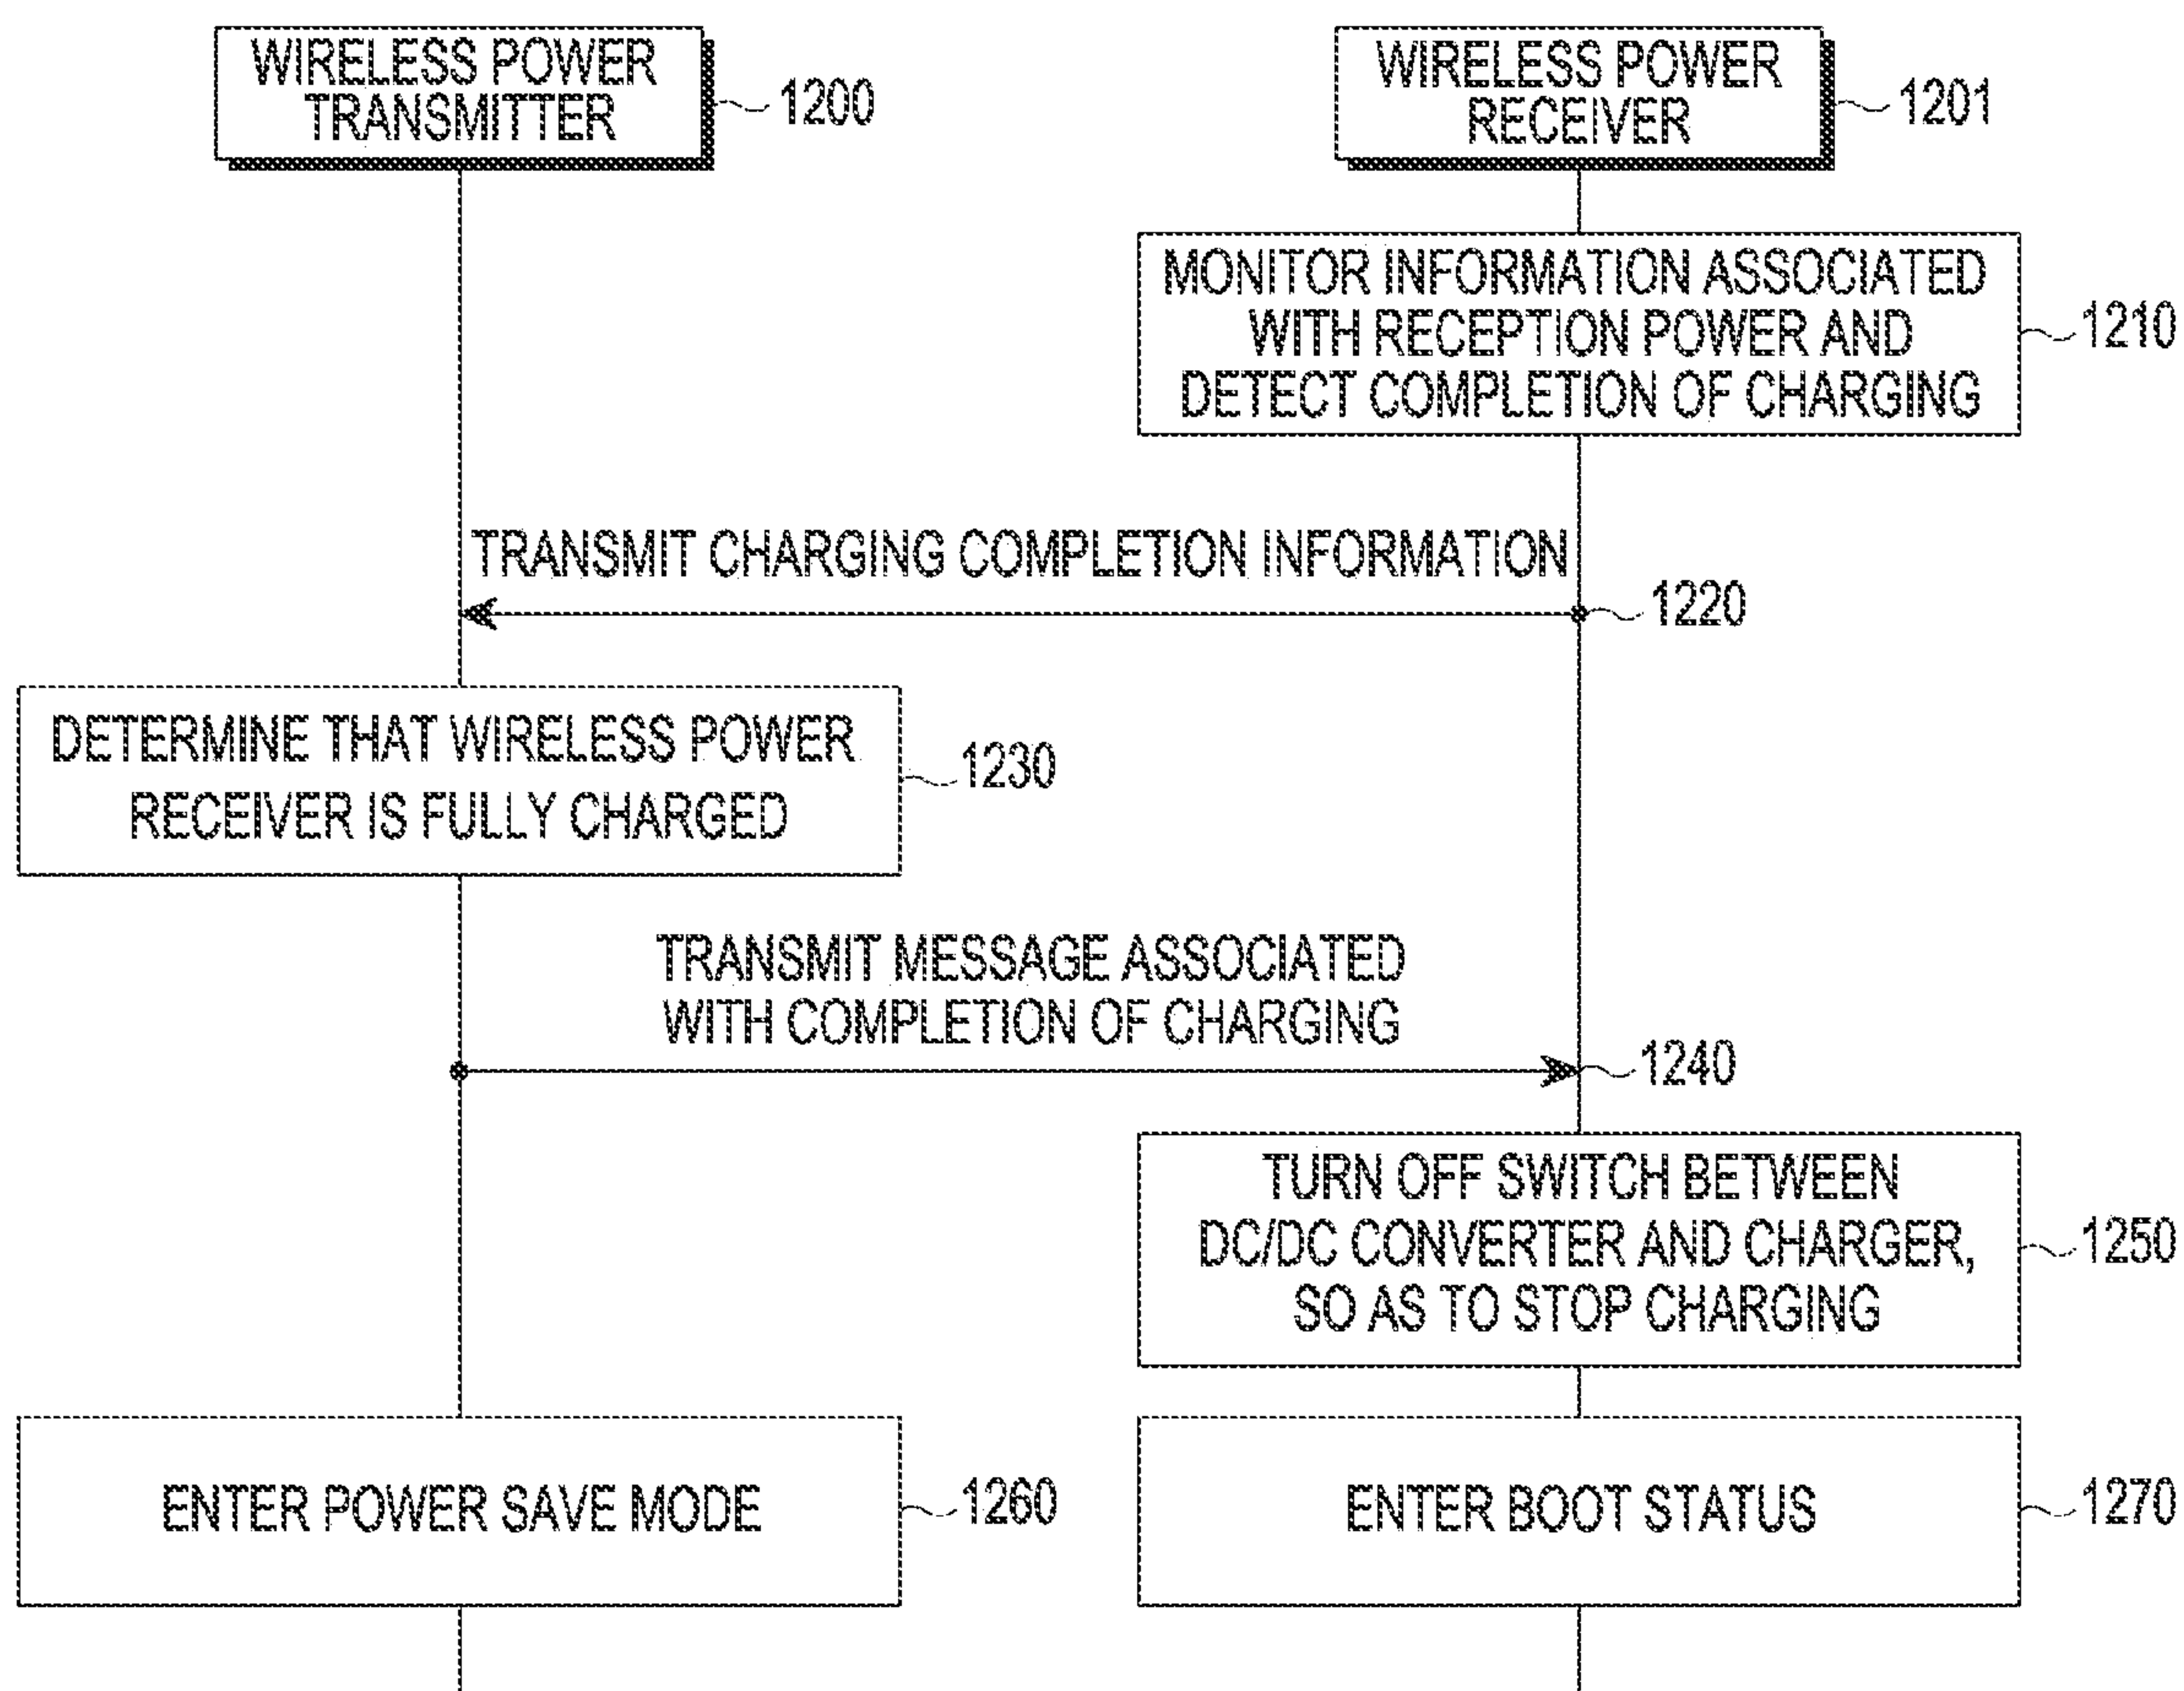 WIRELESS POWER
TRANSMITTER
1200
WIRELESS POWER
RECEIVER
1201
MONITOR INFORMATION ASSOCIATED
WITH RECEPTION POWER AND
DETECT COMPLETION OF CHARGING
1210
TRANSMIT CHARGING COMPLETION INFORMATION
1220
DETERMINE THAT WIRELESS POWER
RECEIVER IS FULLY CHARGED
1230
TRANSMIT MESSAGE ASSOCIATED
WITH COMPLETION OF CHARGING
1240
TURN OFF SWITCH BETWEEN
DC/DC CONVERTER AND CHARGER,
SO AS TO STOP CHARGING
1250
ENTER POWER SAVE MODE
1260
ENTER BOOT STATUS
1270